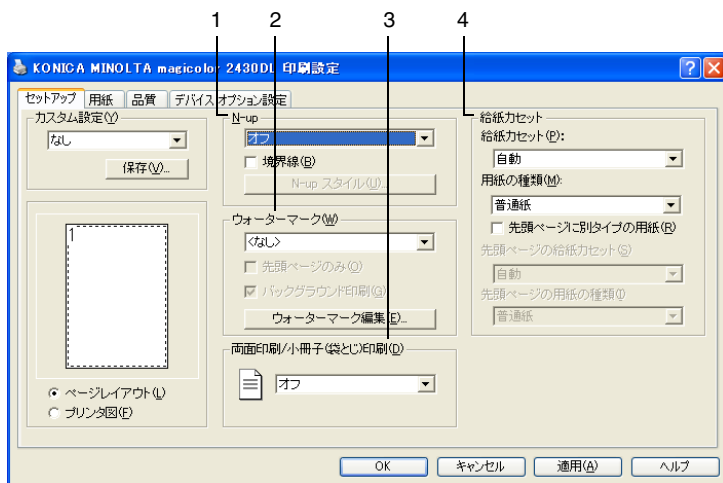 1
2
3
4
KONICA MINOLTA magicolor 2430DL 印刷設定
セットアップ
用紙
品質
デバイス オプション設定
カスタム設定(Y)
なし
保存(V)...
1
ページレイアウト(L)
プリンタ図(F)
N-up
オフ
境界線(B)
N-up スタイル(U)...
ウォーターマーク(W)
<なし>
先頭ページのみ(O)
バックグラウンド印刷(G)
ウォーターマーク編集(E)...
両面印刷/小冊子(袋とじ)印刷(D)
オフ
給紙カセット
給紙カセット(P):
自動
用紙の種類(M):
普通紙
先頭ページに別タイプの用紙(R)
先頭ページの給紙カセット(S)
自動
先頭ページの用紙の種類(I)
普通紙
OK
キャンセル
適用(A)
ヘルプ